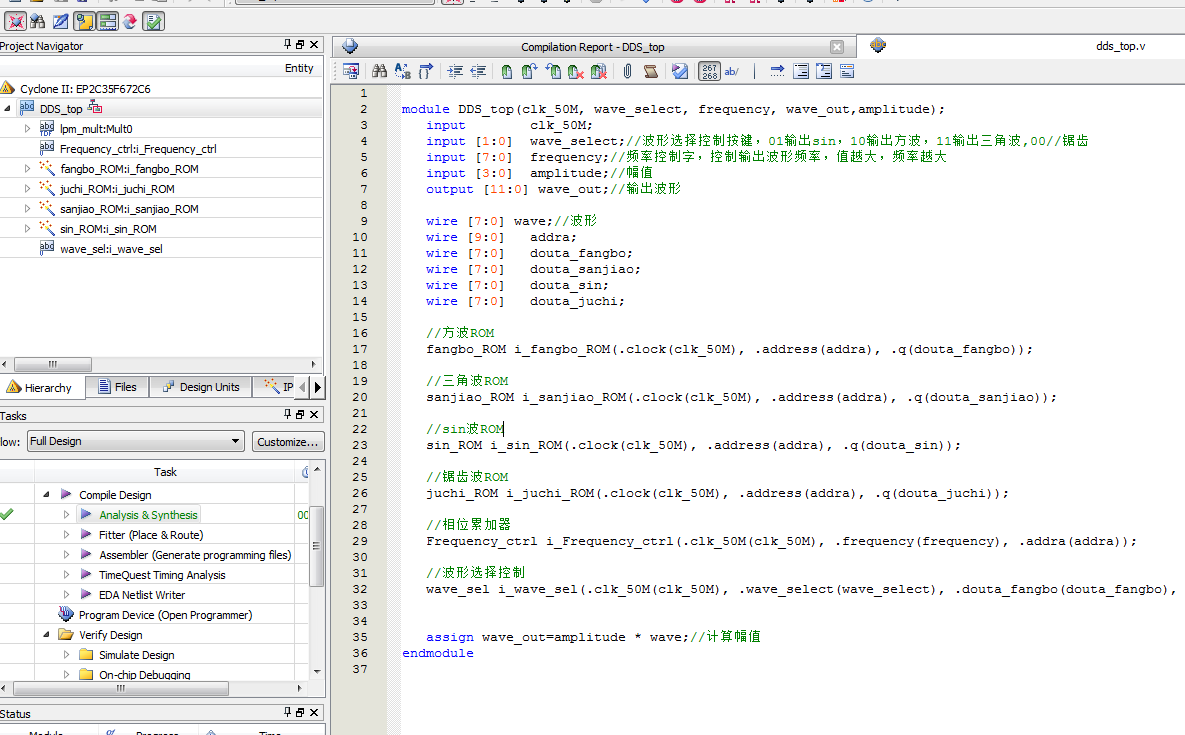 Project Navigator
Entity
Cyclone II: EP2C35F672C6
DDS_top
lpm_mult:Mult0
Frequency_ctrl:i_Frequency_ctrl
fangbo_ROM:i_fangbo_ROM
juchi_ROM:i_juchi_ROM
sanjiao_ROM:i_sanjiao_ROM
sin_ROM:i_sin_ROM
wave_sel:i_wave_sel
Hierarchy Files Design Units IP
Tasks
low: Full Design Customize...
Task
Compile Design
Analysis & Synthesis 00
Fitter (Place & Route)
Assembler (Generate programming files)
TimeQuest Timing Analysis
EDA Netlist Writer
Program Device (Open Programmer)
Verify Design
Simulate Design
On-chip Debugging
Status
Module Progress Time
Compilation Report - DDS_top dds_top.v
267 268 ab/
1
2 module DDS_top(clk_50M, wave_select, frequency, wave_out,amplitude);
3 input clk_50M;
4 input [1:0] wave_select;//波形选择控制按键，01输出sin，10输出方波，11输出三角波,00//锯齿
5 input [7:0] frequency;//频率控制字，控制输出波形频率，值越大，频率越大
6 input [3:0] amplitude;//幅值
7 output [11:0] wave_out;//输出波形
8
9 wire [7:0] wave;//波形
10 wire [9:0] addra;
11 wire [7:0] douta_fangbo;
12 wire [7:0] douta_sanjiao;
13 wire [7:0] douta_sin;
14 wire [7:0] douta_juchi;
15
16 //方波ROM
17 fangbo_ROM i_fangbo_ROM(.clock(clk_50M), .address(addra), .q(douta_fangbo));
18
19 //三角波ROM
20 sanjiao_ROM i_sanjiao_ROM(.clock(clk_50M), .address(addra), .q(douta_sanjiao));
21
22 //sin波ROM
23 sin_ROM i_sin_ROM(.clock(clk_50M), .address(addra), .q(douta_sin));
24
25 //锯齿波ROM
26 juchi_ROM i_juchi_ROM(.clock(clk_50M), .address(addra), .q(douta_juchi));
27
28 //相位累加器
29 Frequency_ctrl i_Frequency_ctrl(.clk_50M(clk_50M), .frequency(frequency), .addra(addra));
30
31 //波形选择控制
32 wave_sel i_wave_sel(.clk_50M(clk_50M), .wave_select(wave_select), .douta_fangbo(douta_fangbo),
33
34
35 assign wave_out=amplitude * wave;//计算幅值
36 endmodule
37